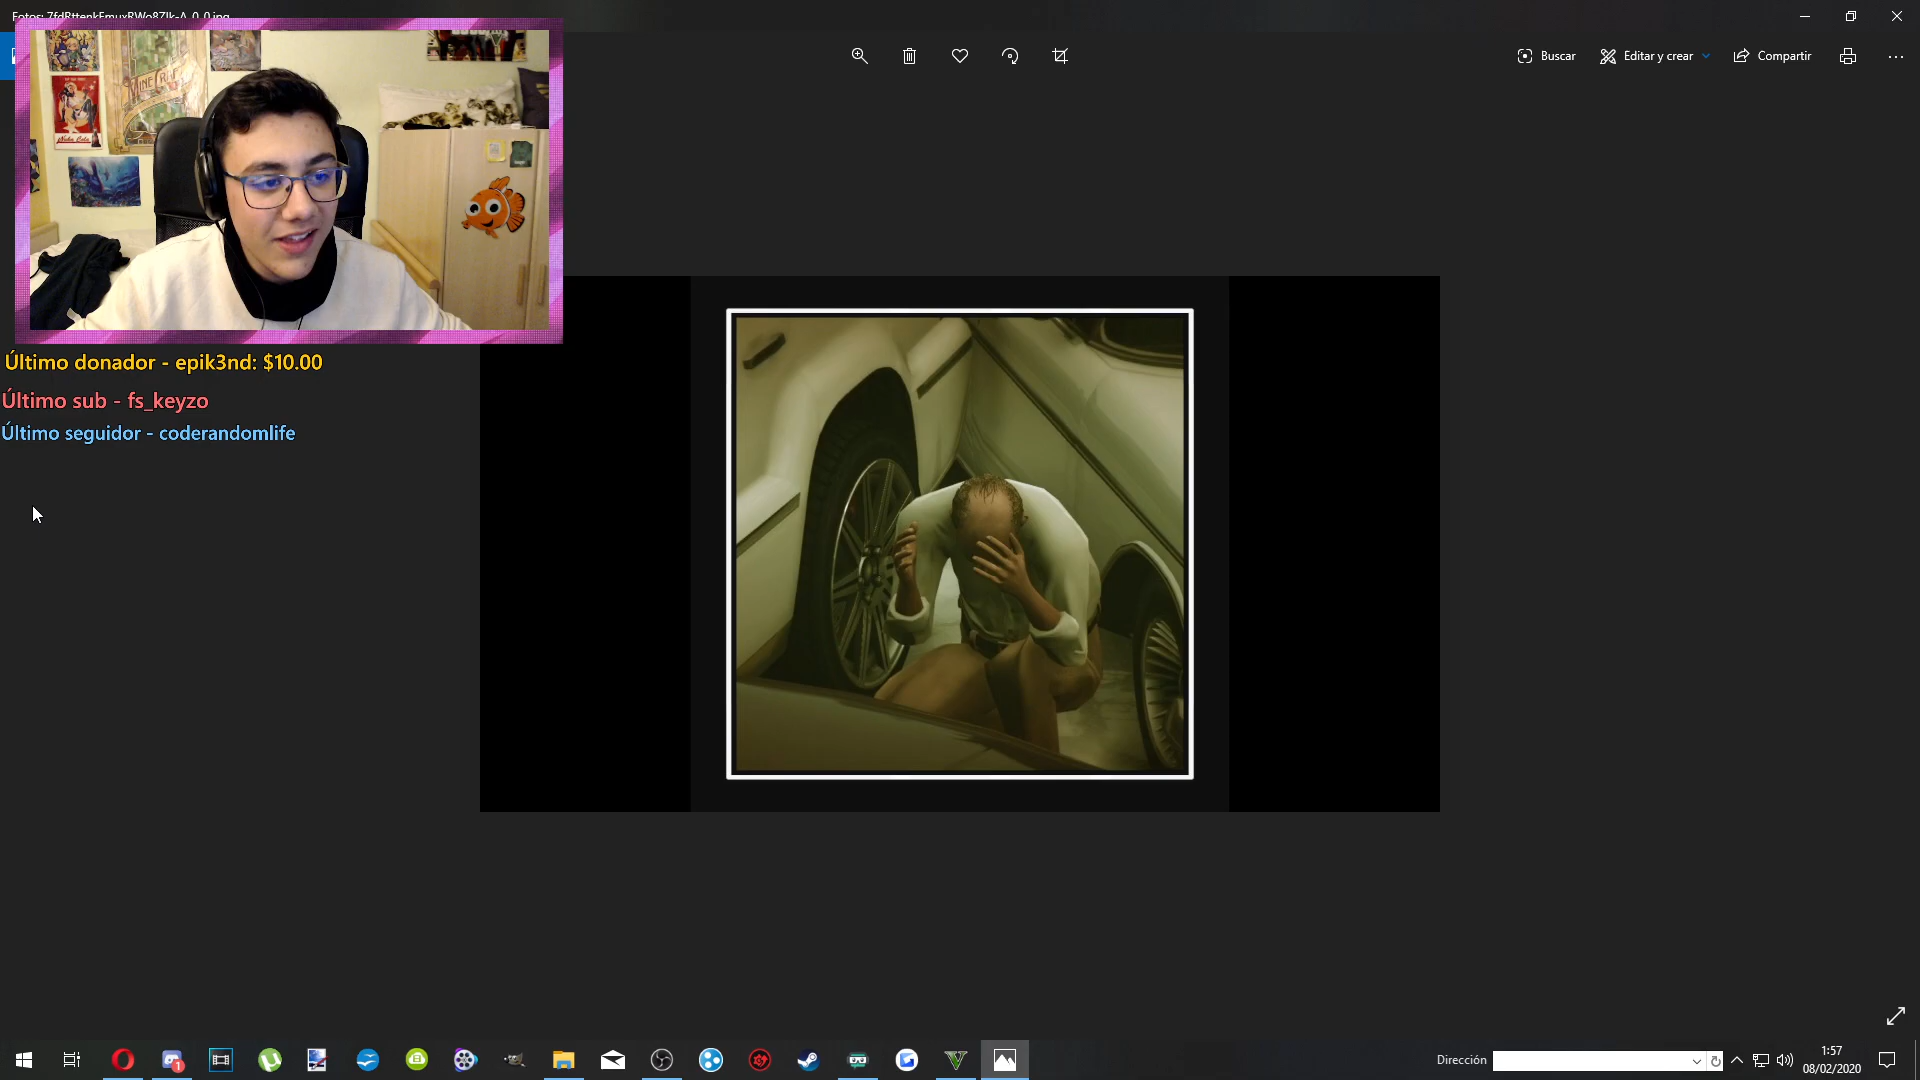 Buscar
Editar y crear
Compartir
Último donador - epik3nd: $10.00
Último sub - fs_keyzo
Último seguidor - coderandomlife
Dirección
1:57
08/02/2020
1